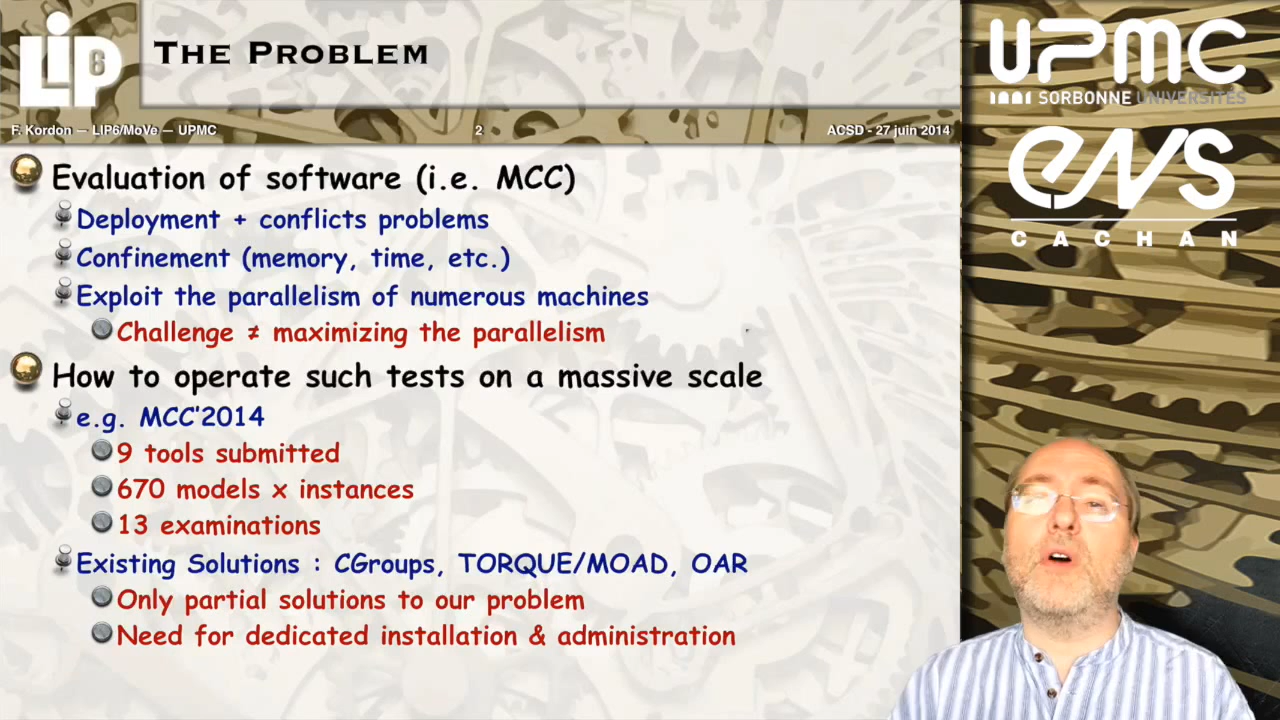 LIP6
THE PROBLEM
F. Kordon — LIP6/MoVe — UPMC
2
ACSD - 27 juin 2014
UPMC
SORBONNE UNIVERSITÉS
ENS
CACHAN
Evaluation of software (i.e. MCC)
Deployment + conflicts problems
Confinement (memory, time, etc.)
Exploit the parallelism of numerous machines
Challenge ≠ maximizing the parallelism
How to operate such tests on a massive scale
e.g. MCC'2014
9 tools submitted
670 models x instances
13 examinations
Existing Solutions : CGroups, TORQUE/MOAD, OAR
Only partial solutions to our problem
Need for dedicated installation & administration